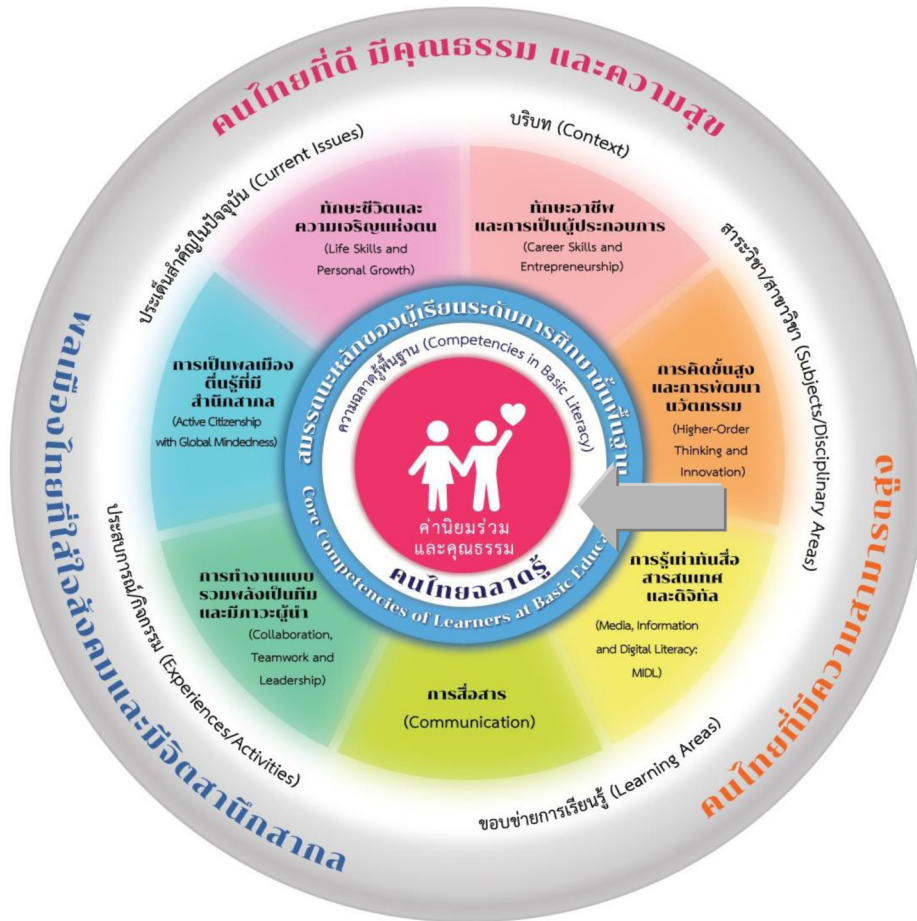 คนไทยที่ดี มีคุณธรรม และความสุข
ประเด็นสำคัญในปัจจุบัน (Current Issues)
บริบท (Context)
สาระวิชา/สาขาวิชา (Subjects/Disciplinary Areas)
ทักษะชีวิตและ
ความเจริญแห่งตน
(Life Skills and
Personal Growth)
ทักษะอาชีพ
และการเป็นผู้ประกอบการ
(Career Skills and
Entrepreneurship)
การเป็นพลเมือง
ตื่นรู้ที่มี
สำนึกสากล
(Active Citizenship
with Global Mindedness)
การคิดขั้นสูง
และการพัฒนา
นวัตกรรม
(Higher-Order
Thinking and
Innovation)
สมรรถนะหลักของผู้เรียนระดับการศึกษาขั้นพื้นฐาน
ความฉลาดรู้พื้นฐาน (Competencies in Basic Literacy)
ค่านิยมร่วม
และคุณธรรม
คนไทยฉลาดรู้
Core Competencies of Learners at Basic
การทำงานแบบ
รวมพลังเป็นทีม
และมีภาวะผู้นำ
(Collaboration,
Teamwork and
Leadership)
การรู้เท่าทันสื่อ
สารสนเทศ
และดิจิทัล
(Media, Information
and Digital Literacy:
MIDL)
การสื่อสาร
(Communication)
ประสบการณ์/กิจกรรม (Experiences/Activities)
ขอบข่ายการเรียนรู้ (Learning Areas)
พลเมืองไทยที่ใส่ใจสังคมและมีจิตสานึกสากล
คนไทยที่มีความสามารถสูง